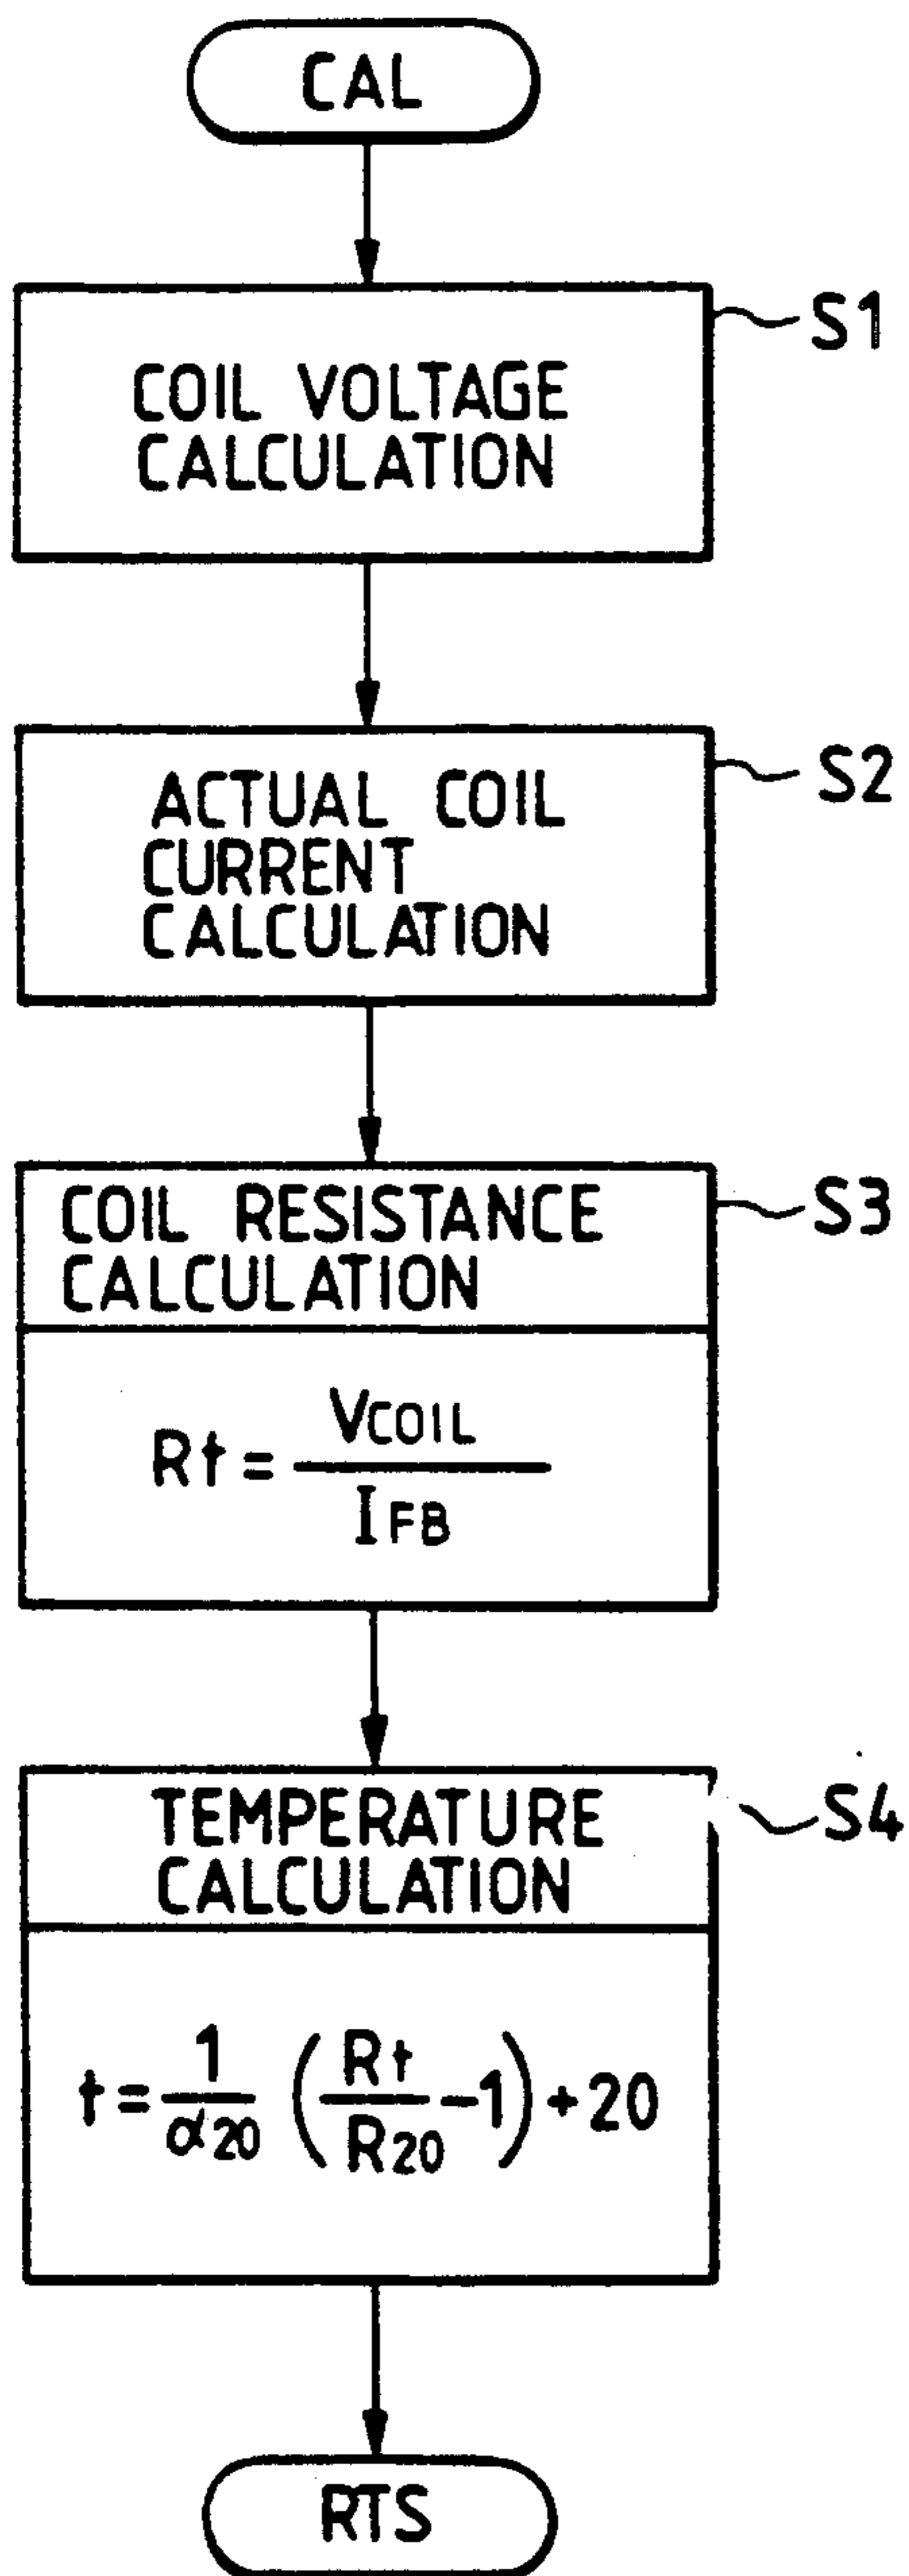 CAL
S1
COIL VOLTAGE
CALCULATION
S2
ACTUAL COIL
CURRENT
CALCULATION
S3
COIL RESISTANCE
CALCULATION
Rt = VCOIL / IFB
S4
TEMPERATURE
CALCULATION
t = 1/α20 (Rt/R20 - 1) + 20
RTS